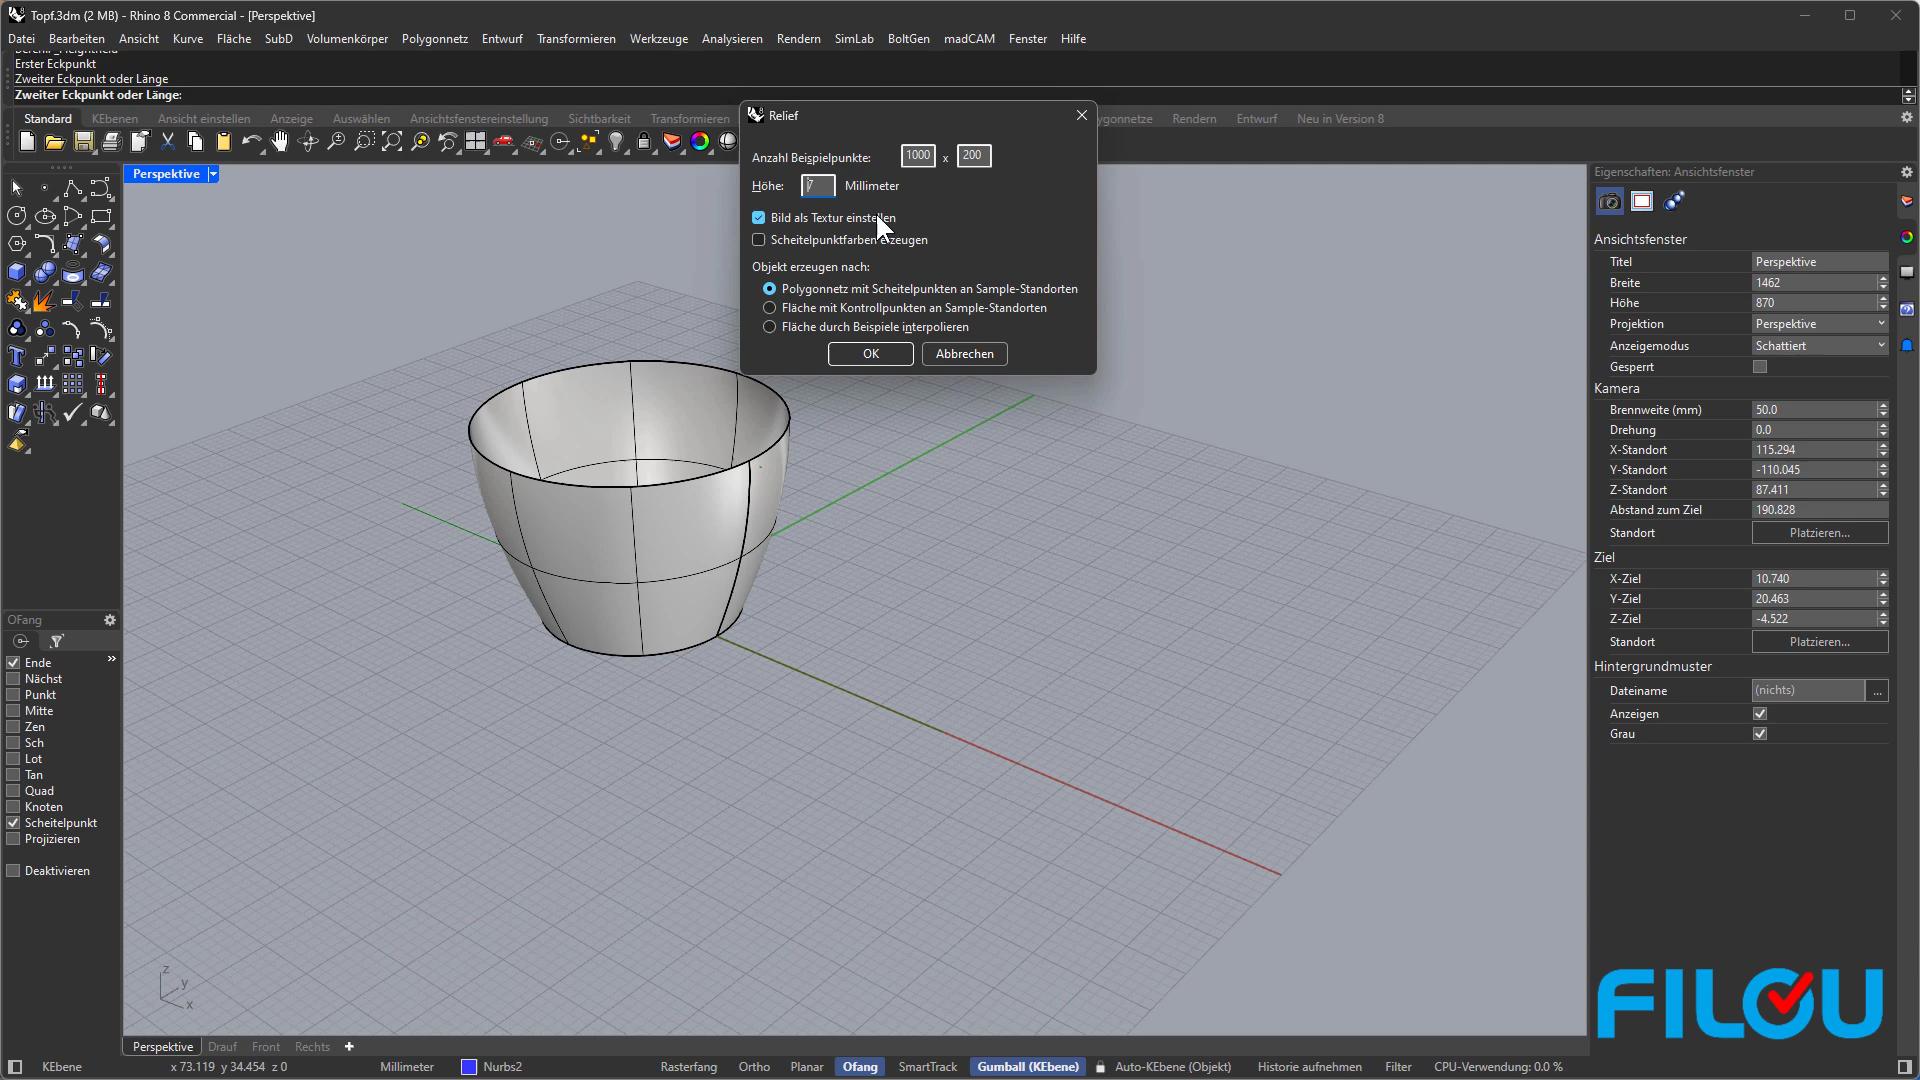 Topf.3dm (2 MB) - Rhino 8 Commercial - [Perspektive]
Datei Bearbeiten Ansicht Kurve Fläche SubD Volumenkörper Polygonnetz Entwurf Transformieren Werkzeuge Analysieren Rendern SimLab BoltGen madCAM Fenster Hilfe
Erster Eckpunkt
Zweiter Eckpunkt oder Länge
Zweiter Eckpunkt oder Länge:
Standard KEbenen Ansicht einstellen Anzeige Auswählen Ansichtsfenstereinstellung Sichtbarkeit Transformieren Rendern Entwurf Neu in Version 8
Perspektive
Relief
Anzahl Beispielpunkte: 1000 x 200
Höhe: Millimeter
Bild als Textur einstellen
Scheitelpunktfarben erzeugen
Objekt erzeugen nach:
Polygonnetz mit Scheitelpunkten an Sample-Standorten
Fläche mit Kontrollpunkten an Sample-Standorten
Fläche durch Beispiele interpolieren
OK Abbrechen
Eigenschaften: Ansichtsfenster
Ansichtsfenster
Titel Perspektive
Breite 1462
Höhe 870
Projektion Perspektive
Anzeigemodus Schattiert
Gesperrt
Kamera
Brennweite (mm) 50.0
Drehung 0.0
X-Standort 115.294
Y-Standort -110.045
Z-Standort 87.411
Abstand zum Ziel 190.828
Standort Platzieren...
Ziel
X-Ziel 10.740
Y-Ziel 20.463
Z-Ziel -4.522
Standort Platzieren...
Hintergrundmuster
Dateiname (nichts) ...
Anzeigen
Grau
OFang
Ende
Nächst
Punkt
Mitte
Zen
Sch
Lot
Tan
Quad
Knoten
Scheitelpunkt
Projizieren
Deaktivieren
z
y
x
FILOU
Perspektive Drauf Front Rechts
KEbene x 73.119 y 34.454 z 0 Millimeter Nurbs2 Rasterfang Ortho Planar Ofang SmartTrack Gumball (KEbene) Auto-KEbene (Objekt) Historie aufnehmen Filter CPU-Verwendung: 0.0 %